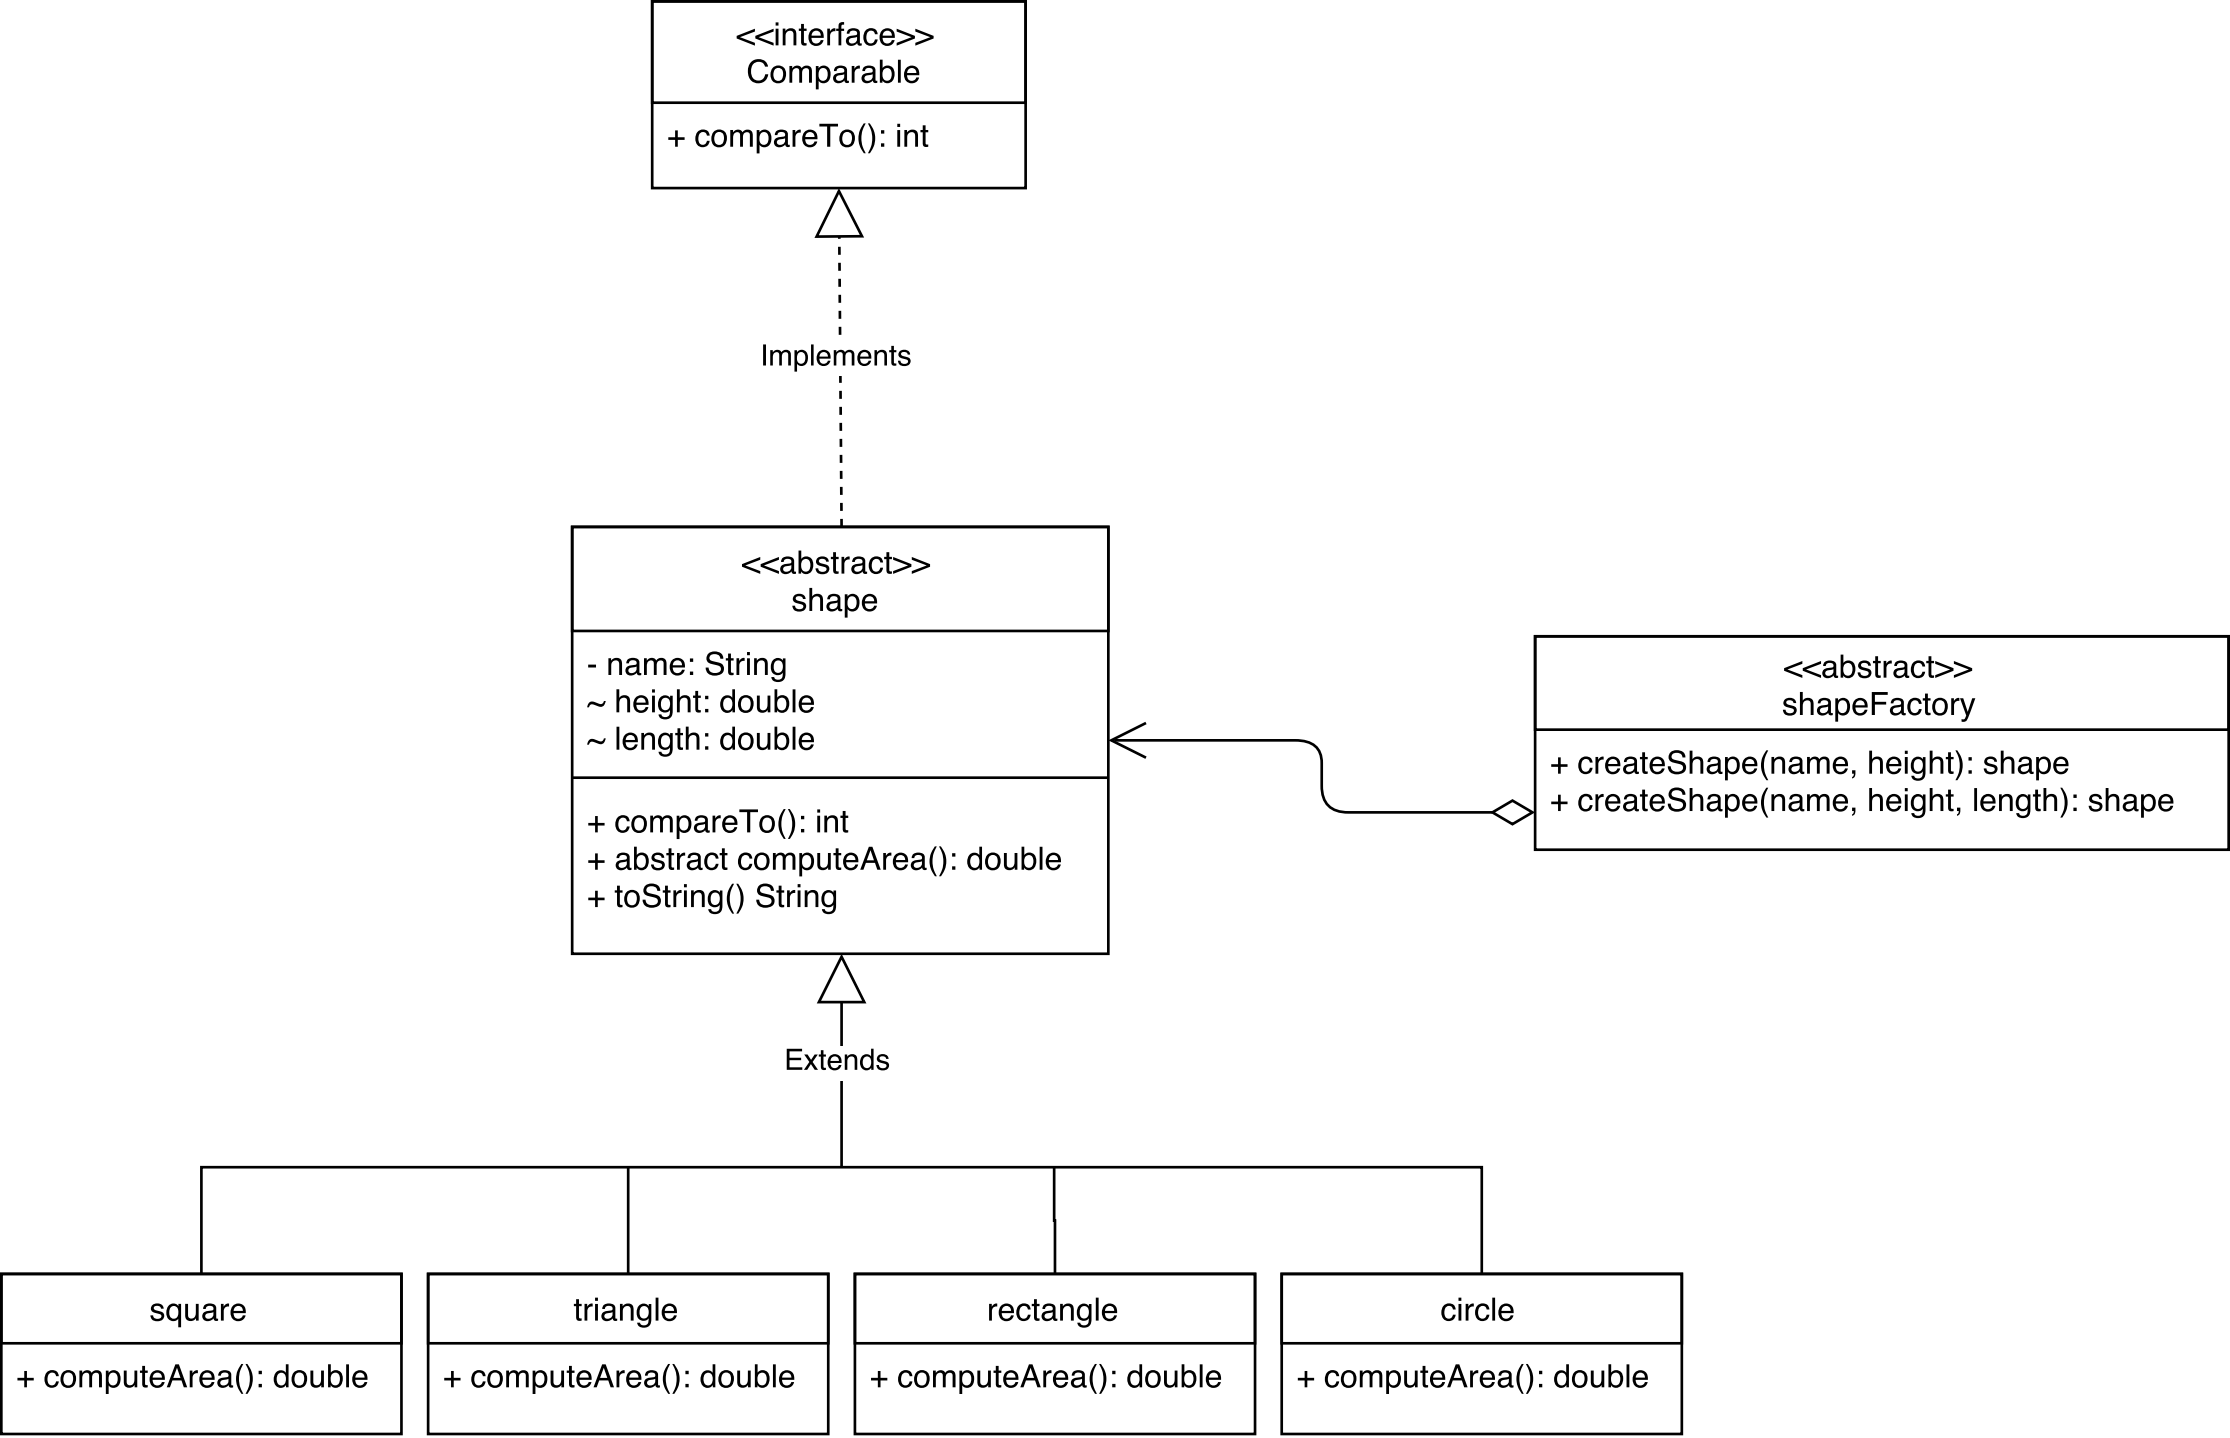 <<interface>>
Comparable
+ compareTo(): int
Implements
<<abstract>>
shape
- name: String
~ height: double
~ length: double
+ compareTo(): int
+ abstract computeArea(): double
+ toString() String
<<abstract>>
shapeFactory
+ createShape(name, height): shape
+ createShape(name, height, length): shape
Extends
square
+ computeArea(): double
triangle
+ computeArea(): double
rectangle
+ computeArea(): double
circle
+ computeArea(): double